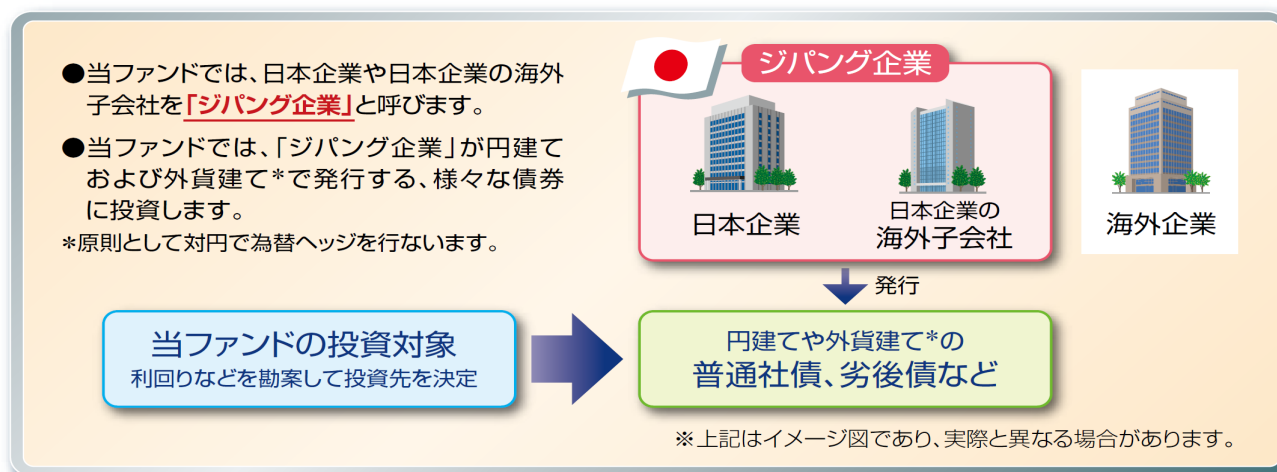 ●当ファンドでは、日本企業や日本企業の海外
子会社を「ジパング企業」と呼びます。
●当ファンドでは、「ジパング企業」が円建て
および外貨建て*で発行する、様々な債券
に投資します。
*原則として対円で為替ヘッジを行ないます。
ジパング企業
日本企業
日本企業の
海外子会社
海外企業
発行
当ファンドの投資対象
利回りなどを勘案して投資先を決定
円建てや外貨建て*の
普通社債、劣後債など
※上記はイメージ図であり、実際と異なる場合があります。